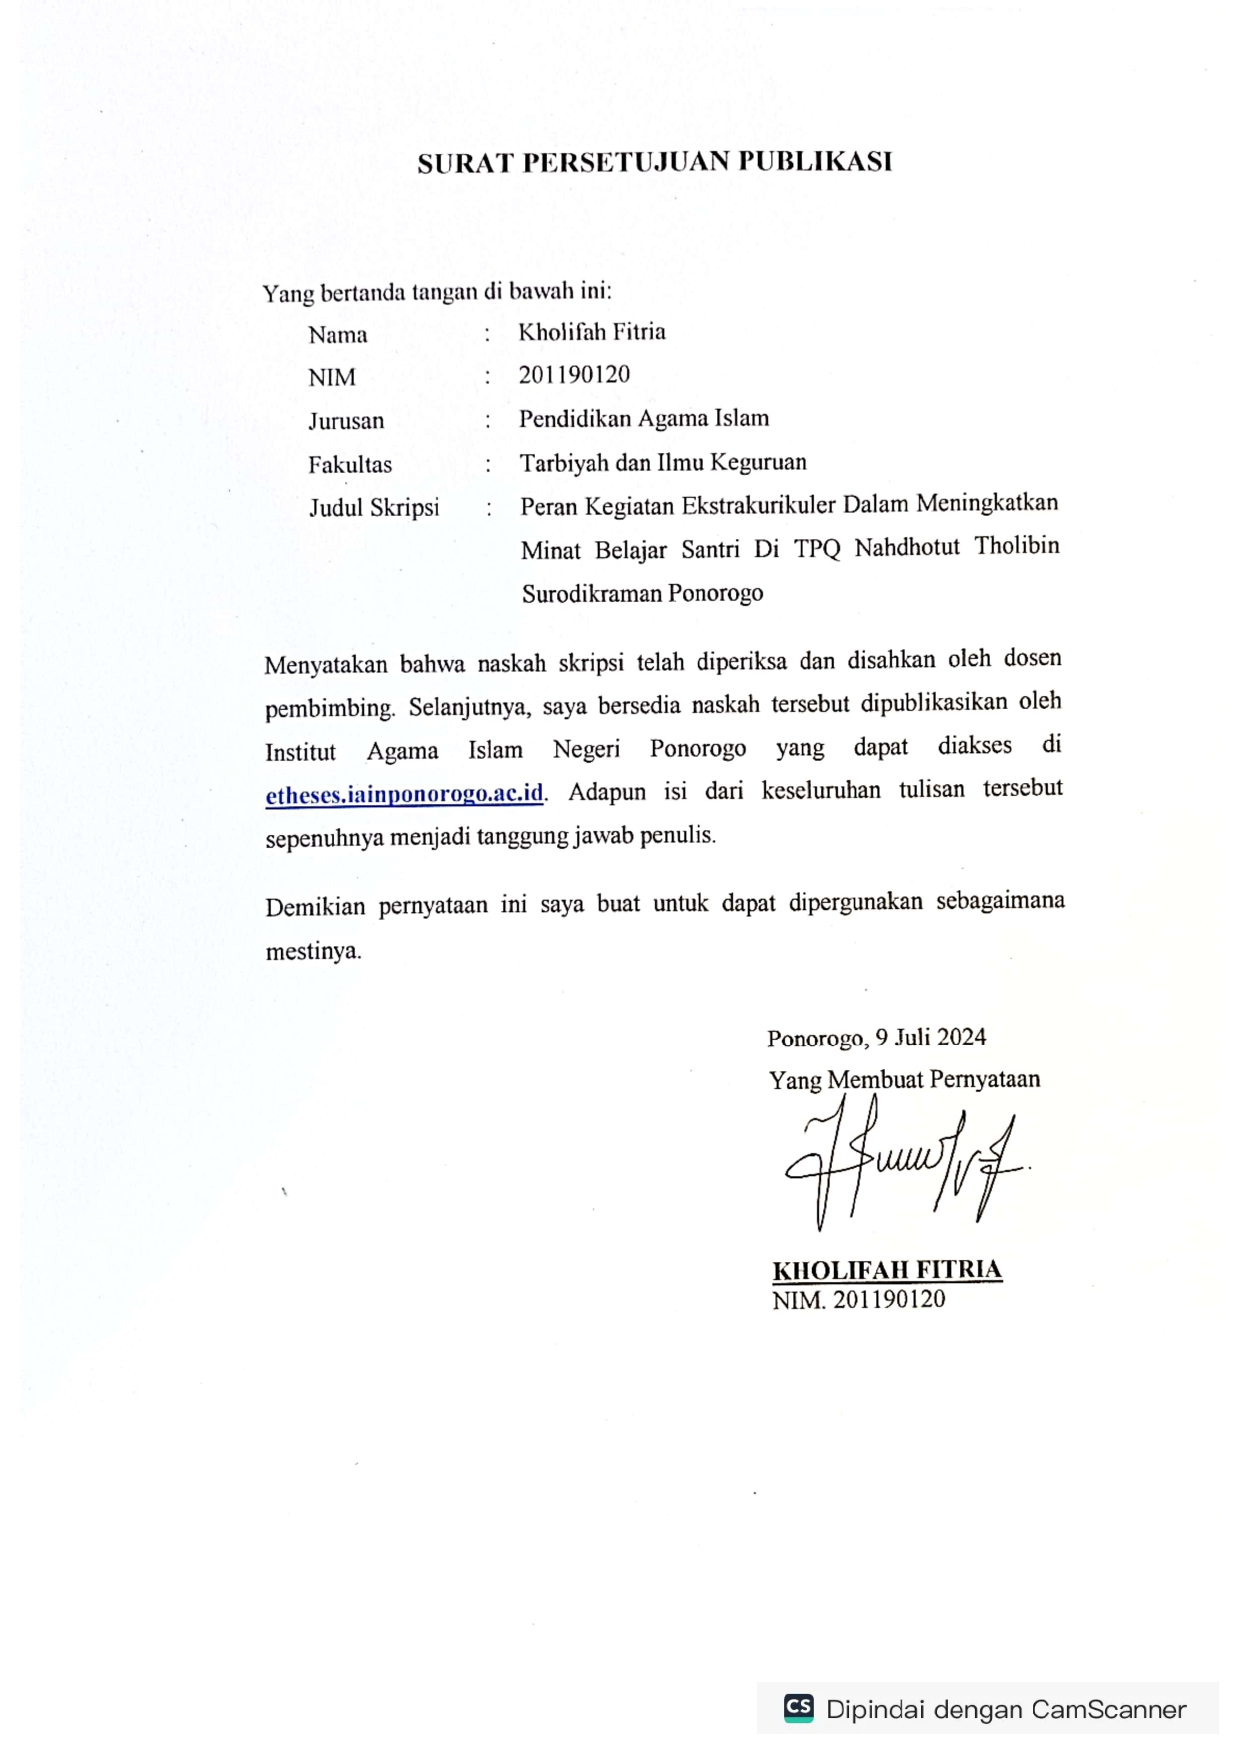 SURAT PERSETUJUAN PUBLIKASI
Yang bertanda tangan di bawah ini:
Nama : Kholifah Fitria
NIM : 201190120
Jurusan : Pendidikan Agama Islam
Fakultas : Tarbiyah dan Ilmu Keguruan
Judul Skripsi : Peran Kegiatan Ekstrakurikuler Dalam Meningkatkan
Minat Belajar Santri Di TPQ Nahdhotut Tholibin
Surodikraman Ponorogo
Menyatakan bahwa naskah skripsi telah diperiksa dan disahkan oleh dosen
pembimbing. Selanjutnya, saya bersedia naskah tersebut dipublikasikan oleh
Institut Agama Islam Negeri Ponorogo yang dapat diakses di
etheses.iainponorogo.ac.id. Adapun isi dari keseluruhan tulisan tersebut
sepenuhnya menjadi tanggung jawab penulis.
Demikian pernyataan ini saya buat untuk dapat dipergunakan sebagaimana
mestinya.
Ponorogo, 9 Juli 2024
Yang Membuat Pernyataan
KHOLIFAH FITRIA
NIM. 201190120
CS Dipindai dengan CamScanner